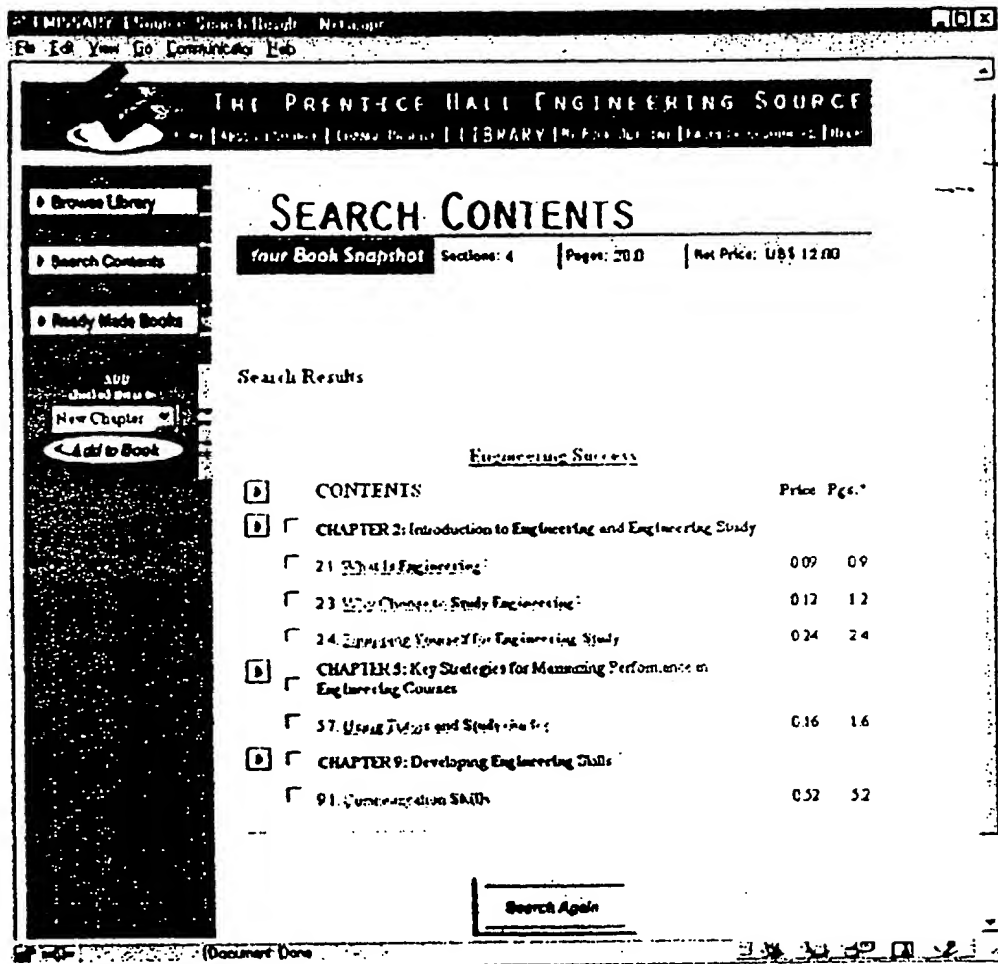 Search Result - Netscape
File Edit View Go Communicator Help
THE PRENTICE HALL ENGINEERING SOURCE
LIBRARY
Browse Library
SEARCH CONTENTS
Your Book Snapshot Sections: 4 Pages: 20.0 Net Price: US$ 12.00
Search Contents
Ready Made Books
ADD
New Chapter
Add to Book
Search Results
Engineering Success
CONTENTS Price Pgs.*
CHAPTER 2: Introduction to Engineering and Engineering Study
2.1. What Is Engineering? 0.09 0.9
2.3. Why Choose to Study Engineering? 0.12 1.2
2.4. Yourself for Engineering Study 0.24 2.4
CHAPTER 5: Key Strategies for Maximizing Performance in
Engineering Courses
5.7. Using Tutors and Study 0.16 1.6
CHAPTER 9: Developing Engineering Skills
9.1. Communication Skills 0.52 5.2
Search Again
Document Done